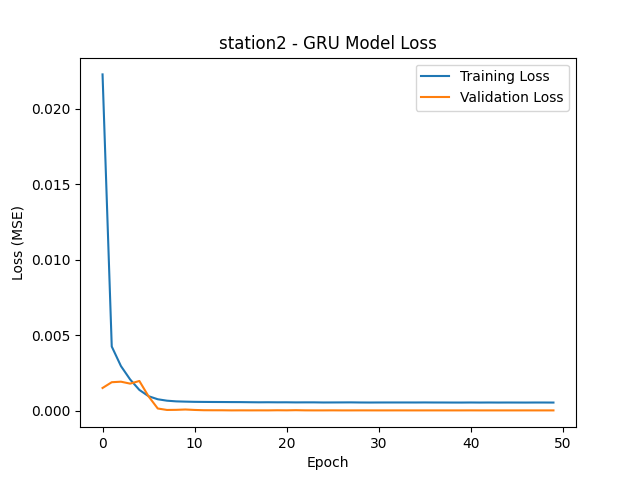 station2 - GRU Model Loss
Training Loss
Validation Loss
0.020
0.015
0.010
0.005
0.000
Loss (MSE)
0 10 20 30 40 50
Epoch